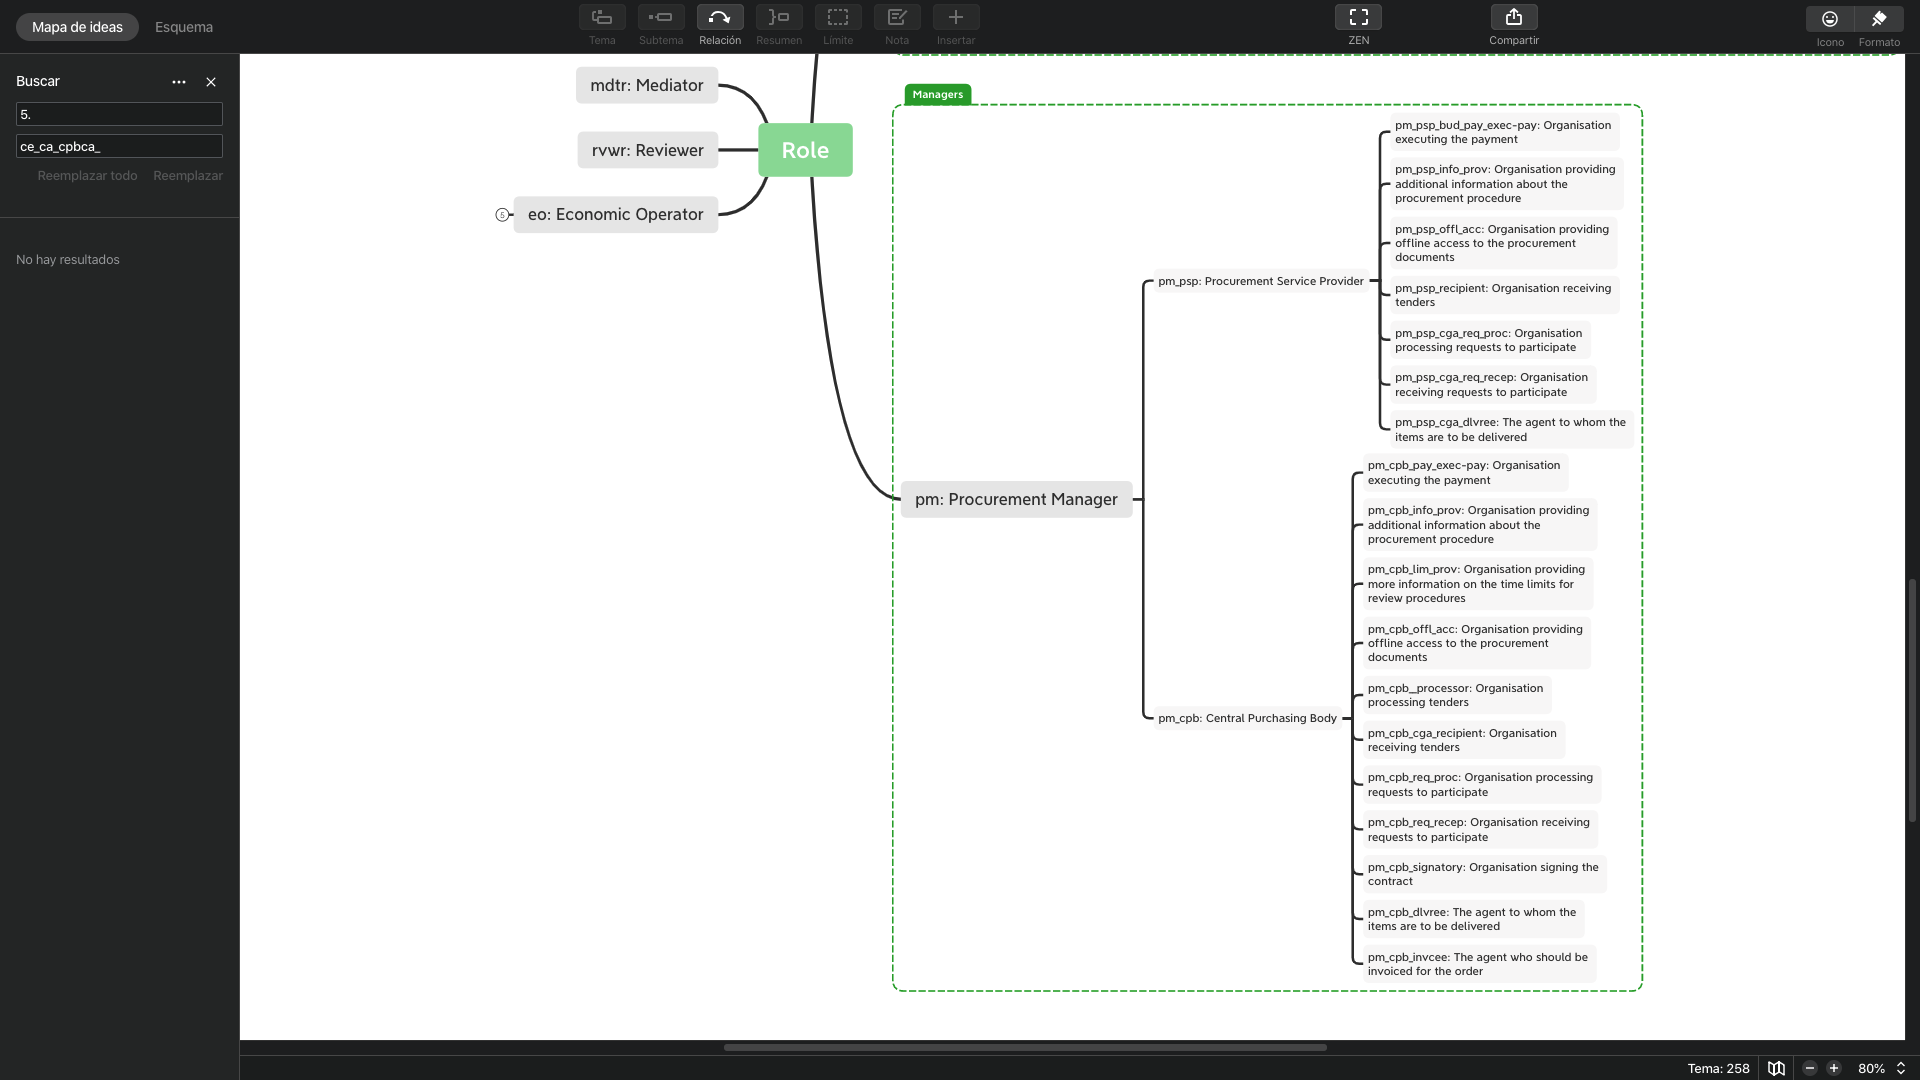 Mapa de ideas
Esquema
Tema
Subtema
Relación
Resumen
Límite
Nota
Insertar
ZEN
Compartir
Icono
Formato
Buscar
5.
ce_ca_cpbca_
Reemplazar todo
Reemplazar
No hay resultados
mdtr: Mediator
rvwr: Reviewer
5
eo: Economic Operator
Role
Managers
pm: Procurement Manager
pm_psp: Procurement Service Provider
pm_psp_bud_pay_exec-pay: Organisation
executing the payment
pm_psp_info_prov: Organisation providing
additional information about the
procurement procedure
pm_psp_offl_acc: Organisation providing
offline access to the procurement
documents
pm_psp_recipient: Organisation receiving
tenders
pm_psp_cga_req_proc: Organisation
processing requests to participate
pm_psp_cga_req_recep: Organisation
receiving requests to participate
pm_psp_cga_dlvree: The agent to whom the
items are to be delivered
pm_cpb: Central Purchasing Body
pm_cpb_pay_exec-pay: Organisation
executing the payment
pm_cpb_info_prov: Organisation providing
additional information about the
procurement procedure
pm_cpb_lim_prov: Organisation providing
more information on the time limits for
review procedures
pm_cpb_offl_acc: Organisation providing
offline access to the procurement
documents
pm_cpb__processor: Organisation
processing tenders
pm_cpb_cga_recipient: Organisation
receiving tenders
pm_cpb_req_proc: Organisation processing
requests to participate
pm_cpb_req_recep: Organisation receiving
requests to participate
pm_cpb_signatory: Organisation signing the
contract
pm_cpb_dlvree: The agent to whom the
items are to be delivered
pm_cpb_invcee: The agent who should be
invoiced for the order
Tema: 258
80%